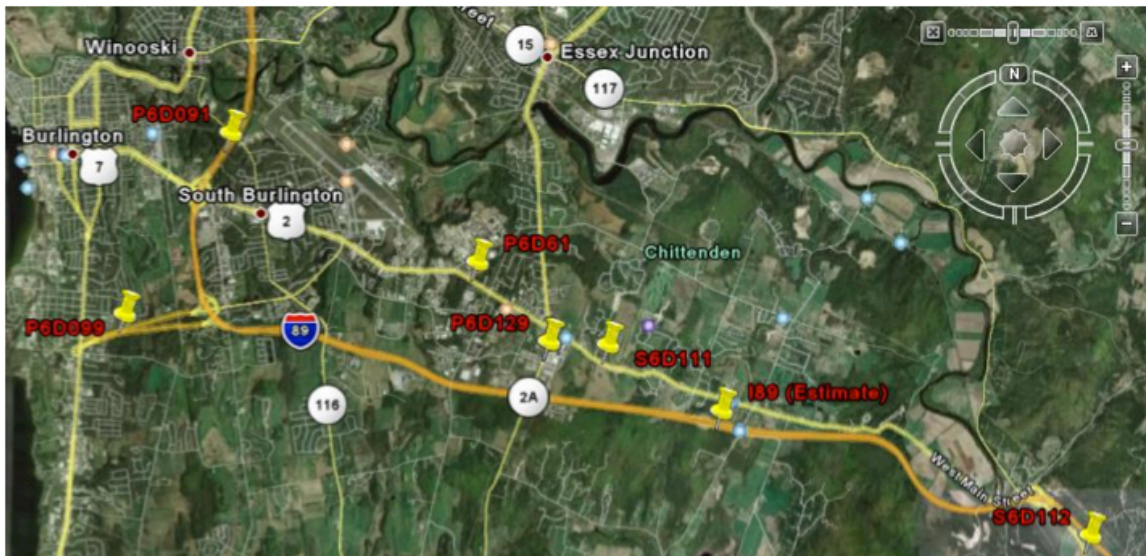 Street
15
Winooski
Essex Junction
N
117
P6D091
Burlington
7
South Burlington
2
P6D61
Chittenden
P6D099
89
P6D129
S6D111
2A
I89 (Estimate)
116
West Main Street
S6D112